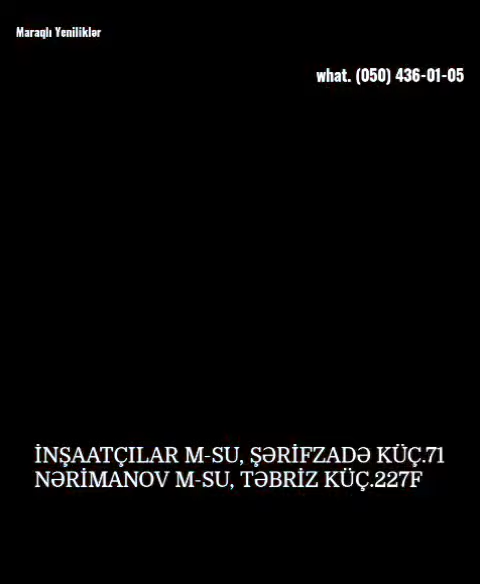 Maraqlı Yeniliklər
what. (050) 436-01-05
İNŞAATÇILAR M-SU, ŞƏRİFZADƏ KÜÇ.71
NƏRİMANOV M-SU, TƏBRİZ KÜÇ.227F